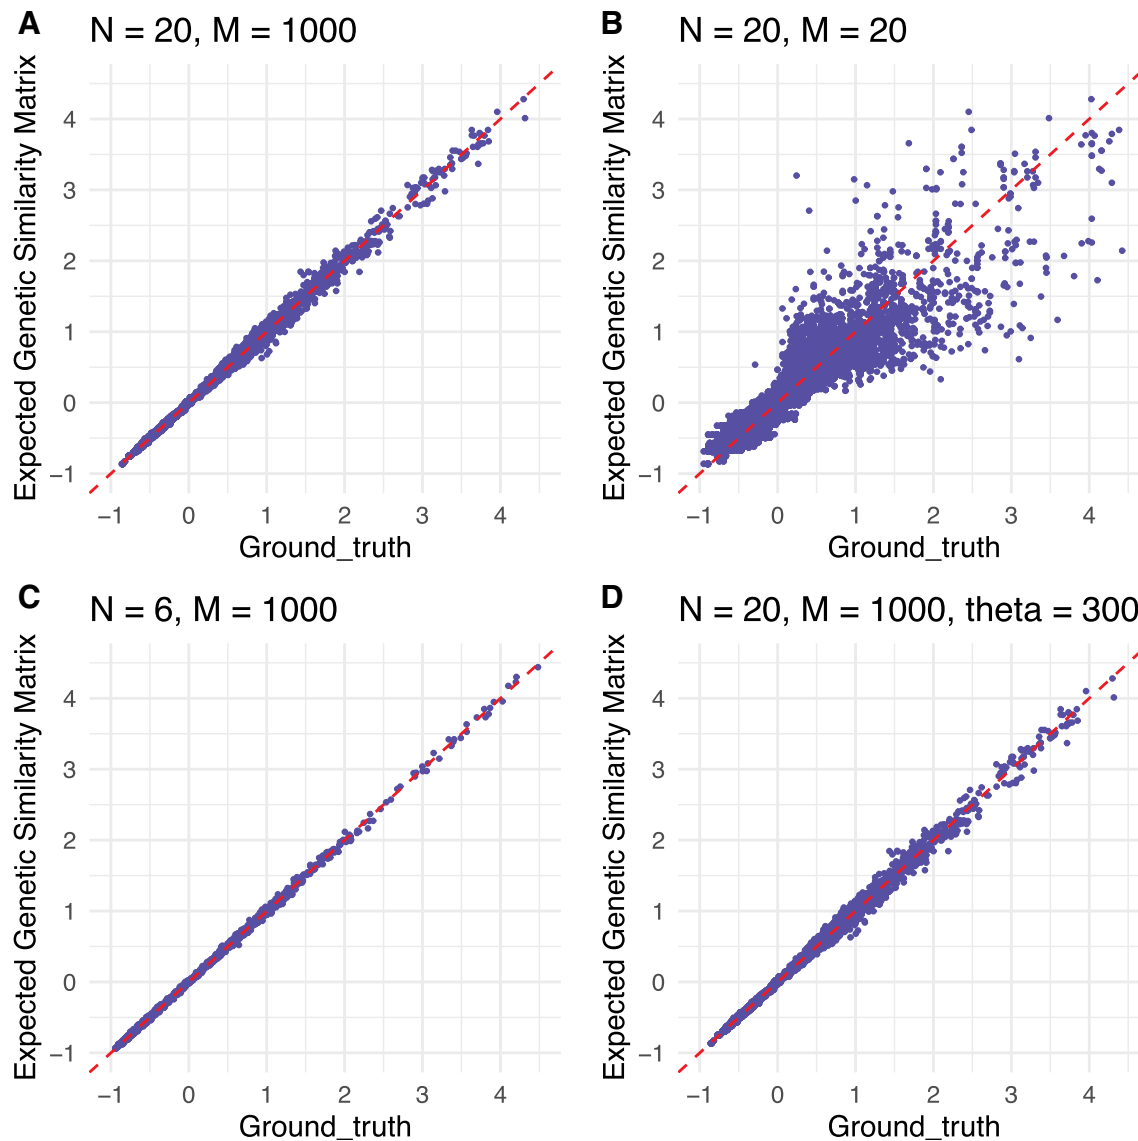 A N = 20, M = 1000
Expected Genetic Similarity Matrix
4
3
2
1
0
−1
−1 0 1 2 3 4
Ground_truth
B N = 20, M = 20
Expected Genetic Similarity Matrix
4
3
2
1
0
−1
−1 0 1 2 3 4
Ground_truth
C N = 6, M = 1000
Expected Genetic Similarity Matrix
4
3
2
1
0
−1
−1 0 1 2 3 4
Ground_truth
D N = 20, M = 1000, theta = 300
Expected Genetic Similarity Matrix
4
3
2
1
0
−1
−1 0 1 2 3 4
Ground_truth